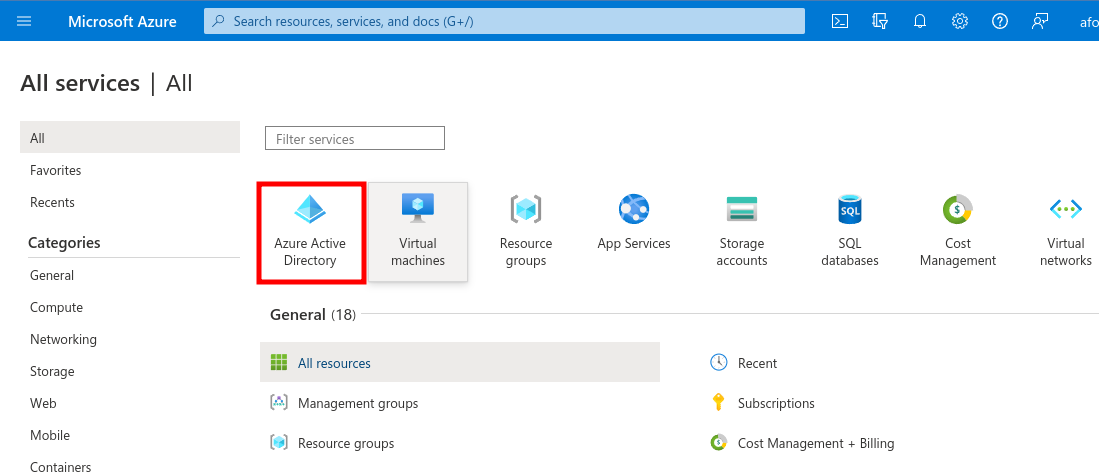 Microsoft Azure
Search resources, services, and docs (G+/)
afo
All services | All
All
Favorites
Recents
Categories
General
Compute
Networking
Storage
Web
Mobile
Containers
Filter services
Azure Active
Directory
Virtual
machines
Resource
groups
App Services
Storage
accounts
SQL
SQL
databases
Cost
Management
Virtual
networks
General (18)
All resources
Recent
Management groups
Subscriptions
Resource groups
Cost Management + Billing